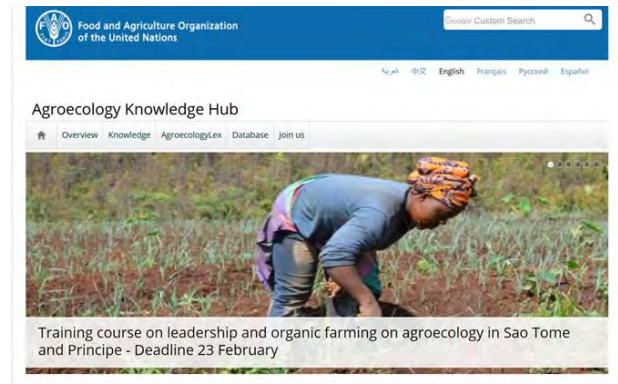 Food and Agriculture Organization
of the United Nations
Google Custom Search
العربية 中文 English Français Русский Español
Agroecology Knowledge Hub
Overview Knowledge AgroecologyLex Database Join us
Training course on leadership and organic farming on agroecology in Sao Tome
and Principe - Deadline 23 February